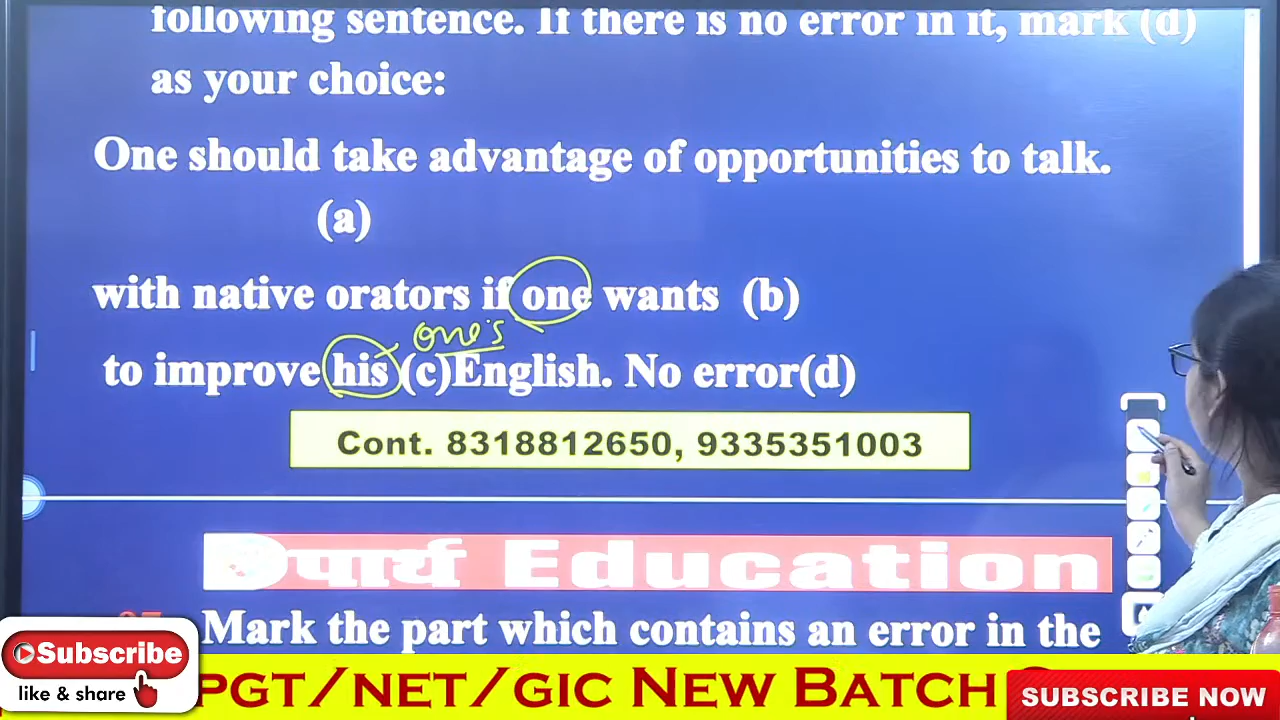 following sentence. If there is no error in it, mark (d)
as your choice:
One should take advantage of opportunities to talk.
(a)
with native orators if one wants (b)
one's
to improve his (c)English. No error(d)
Cont. 8318812650, 9335351003
पार्य Education
Mark the part which contains an error in the
Subscribe
like & share
PGT/NET/GIC NEW BATCH
SUBSCRIBE NOW